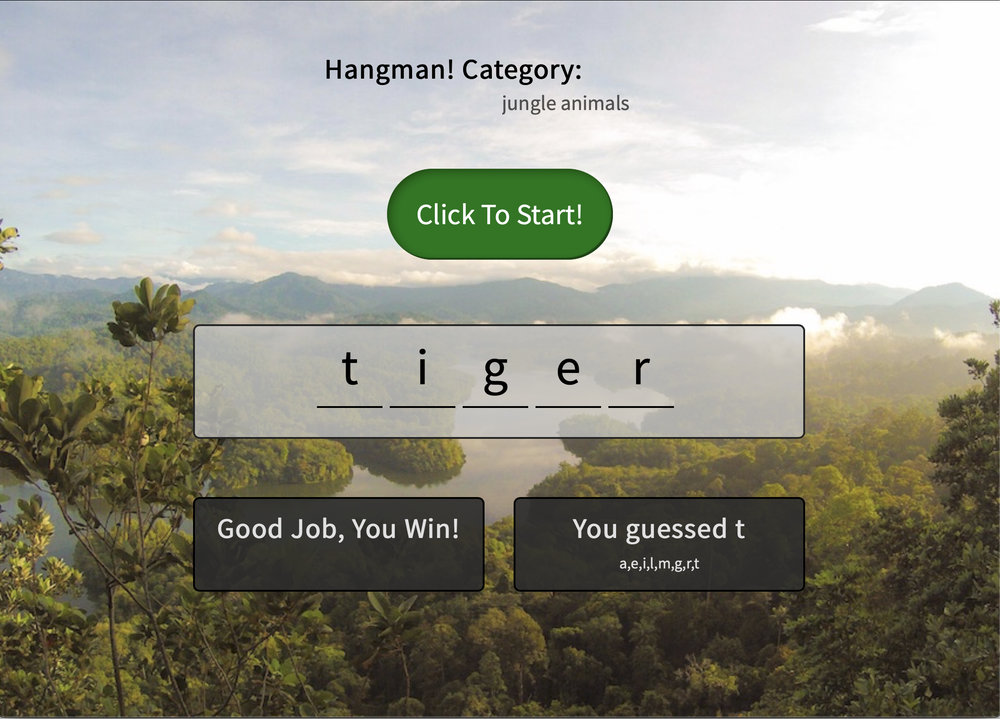 Hangman! Category:
jungle animals
Click To Start!
t i g e r
Good Job, You Win!
You guessed t
a,e,i,l,m,g,r,t